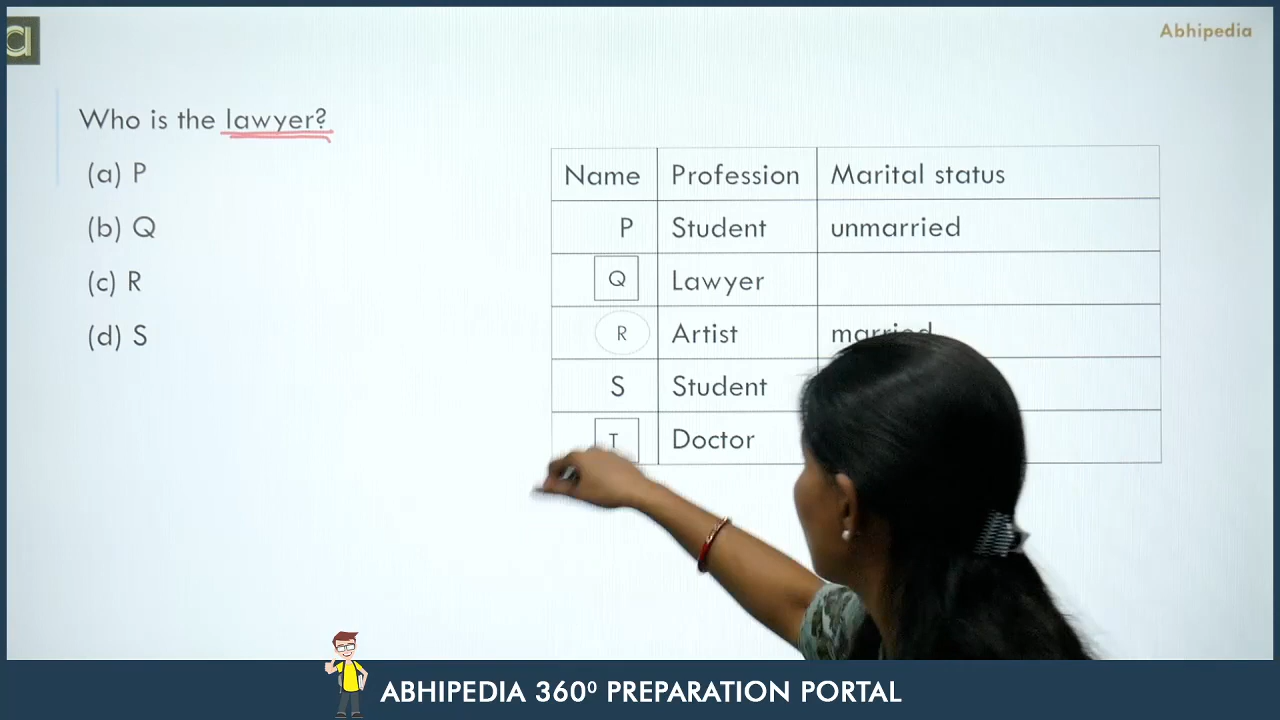 a
Abhipedia
Who is the lawyer?
(a) P
(b) Q
(c) R
(d) S
Name Profession Marital status
P Student unmarried
Q Lawyer
R Artist married
S Student
T Doctor
ABHIPEDIA 360⁰ PREPARATION PORTAL